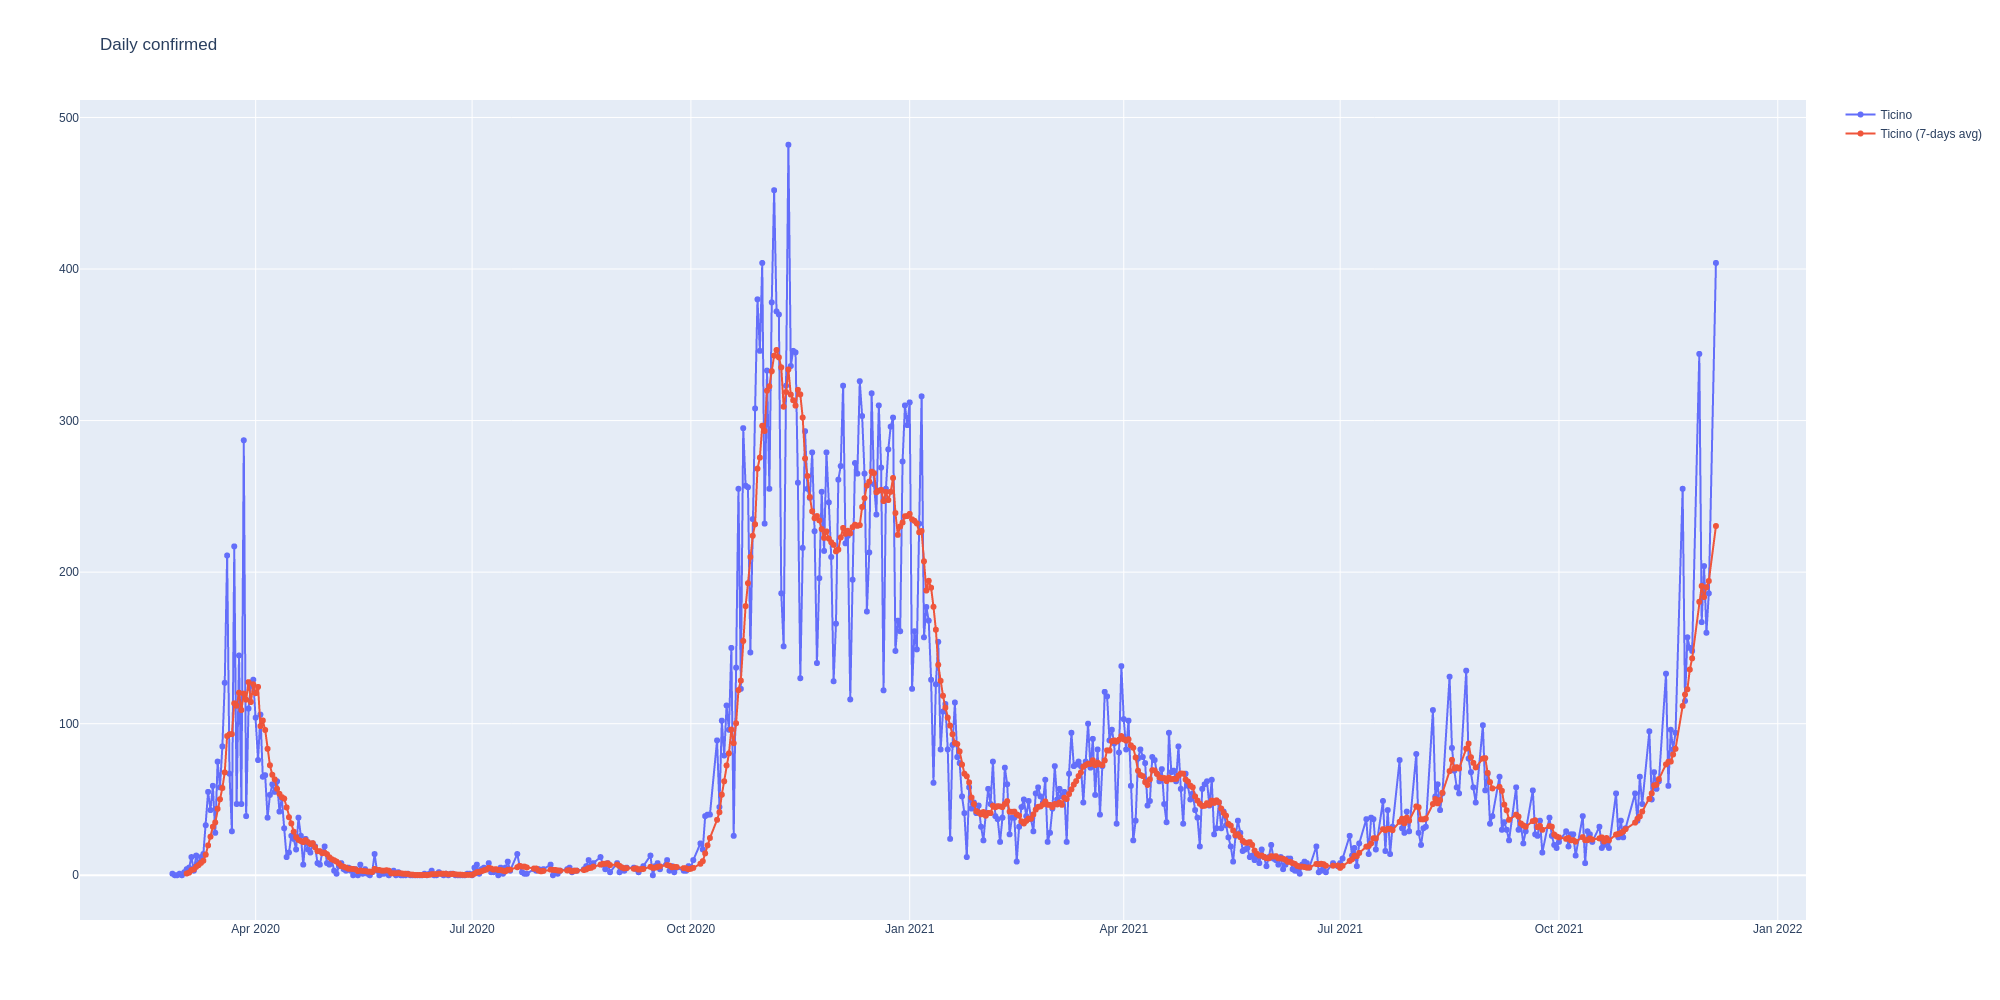 Daily confirmed
500
400
300
200
100
0
Apr 2020
Jul 2020
Oct 2020
Jan 2021
Apr 2021
Jul 2021
Oct 2021
Jan 2022
Ticino
Ticino (7-days avg)